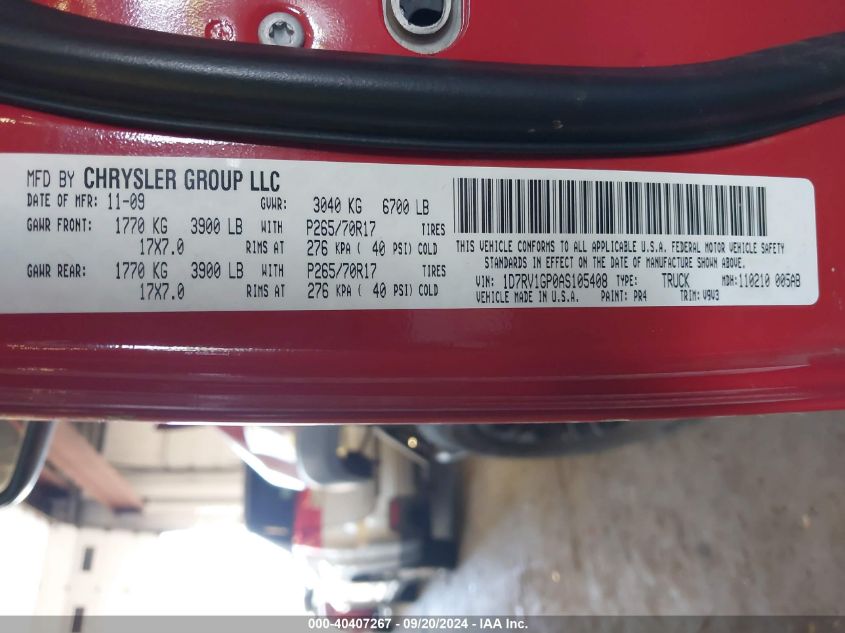 MFD BY CHRYSLER GROUP LLC
DATE OF MFR: 11-09 GVWR: 3040 KG 6700 LB
GAWR FRONT: 1770 KG 3900 LB WITH P265/70R17 TIRES
17X7.0 RIMS AT 276 KPA ( 40 PSI) COLD
GAWR REAR: 1770 KG 3900 LB WITH P265/70R17 TIRES
17X7.0 RIMS AT 276 KPA ( 40 PSI) COLD
THIS VEHICLE CONFORMS TO ALL APPLICABLE U.S.A. FEDERAL MOTOR VEHICLE SAFETY
STANDARDS IN EFFECT ON THE DATE OF MANUFACTURE SHOWN ABOVE.
VIN: 1D7RV1GP0AS105408 TYPE: TRUCK MDH:110210 005AB
VEHICLE MADE IN U.S.A. PAINT: PR4 TRIM: V9V3
000-40407267 - 09/20/2024 - IAA Inc.